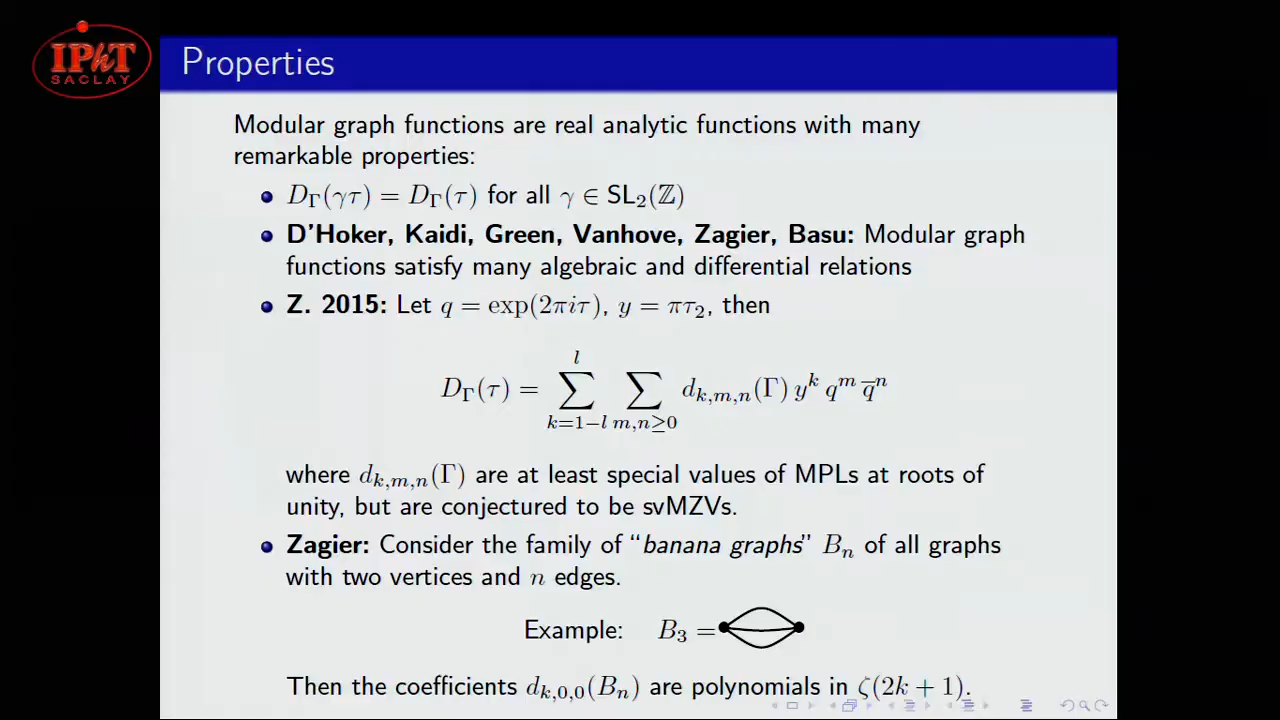 IPhT
SACLAY
Properties
Modular graph functions are real analytic functions with many
remarkable properties:
D_Γ(γτ) = D_Γ(τ) for all γ ∈ SL₂(ℤ)
D'Hoker, Kaidi, Green, Vanhove, Zagier, Basu: Modular graph
functions satisfy many algebraic and differential relations
Z. 2015: Let q = exp(2πiτ), y = πτ₂, then
D_Γ(τ) = ∑_{k=1−l}^{l} ∑_{m,n≥0} d_{k,m,n}(Γ) y^k q^m q̅^n
where d_{k,m,n}(Γ) are at least special values of MPLs at roots of
unity, but are conjectured to be svMZVs.
Zagier: Consider the family of “banana graphs” B_n of all graphs
with two vertices and n edges.
Example: B₃ =
Then the coefficients d_{k,0,0}(B_n) are polynomials in ζ(2k + 1).